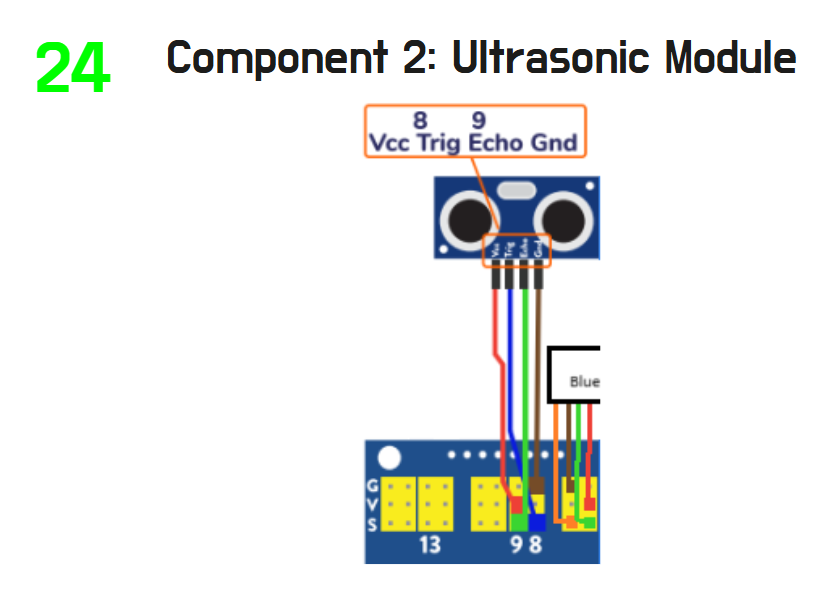 24 Component 2: Ultrasonic Module
8 9
Vcc Trig Echo Gnd
Vcc Trig Echo Gnd
Blue
G
V
S
13 9 8